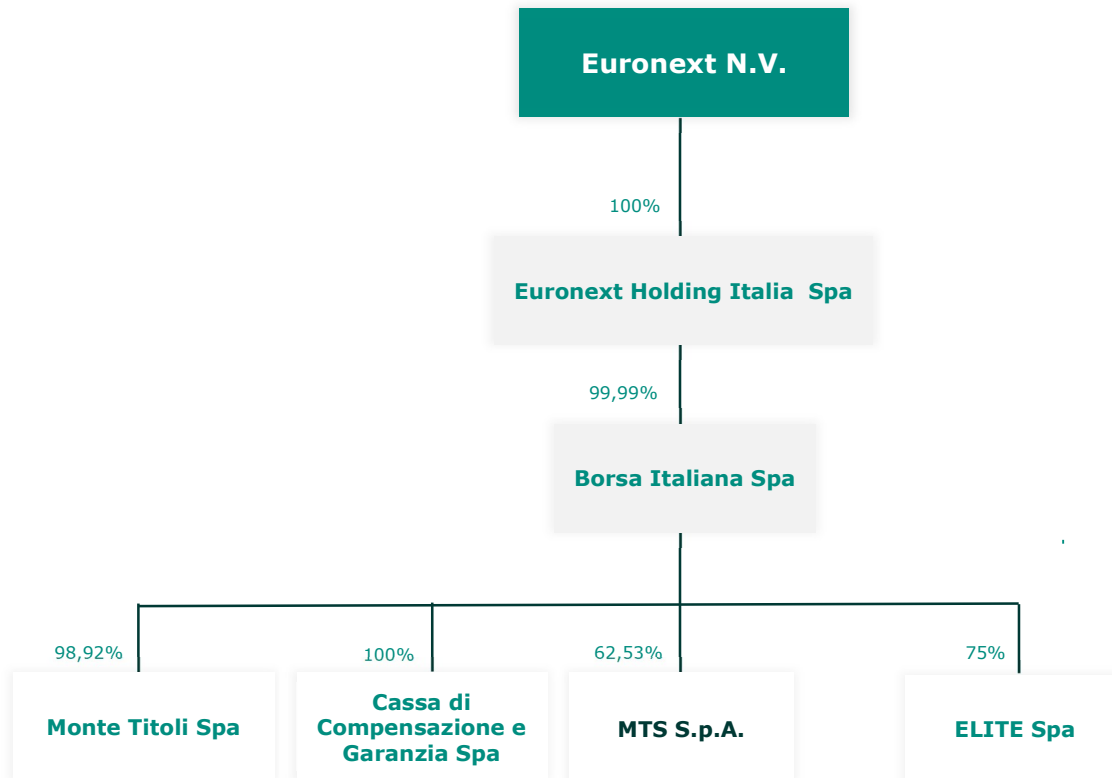 Euronext N.V.
100%
Euronext Holding Italia  Spa
99,99%
Borsa Italiana Spa
98,92%
100%
62,53%
75%
Monte Titoli Spa
Cassa di
Compensazione e
Garanzia Spa
MTS S.p.A.
ELITE Spa